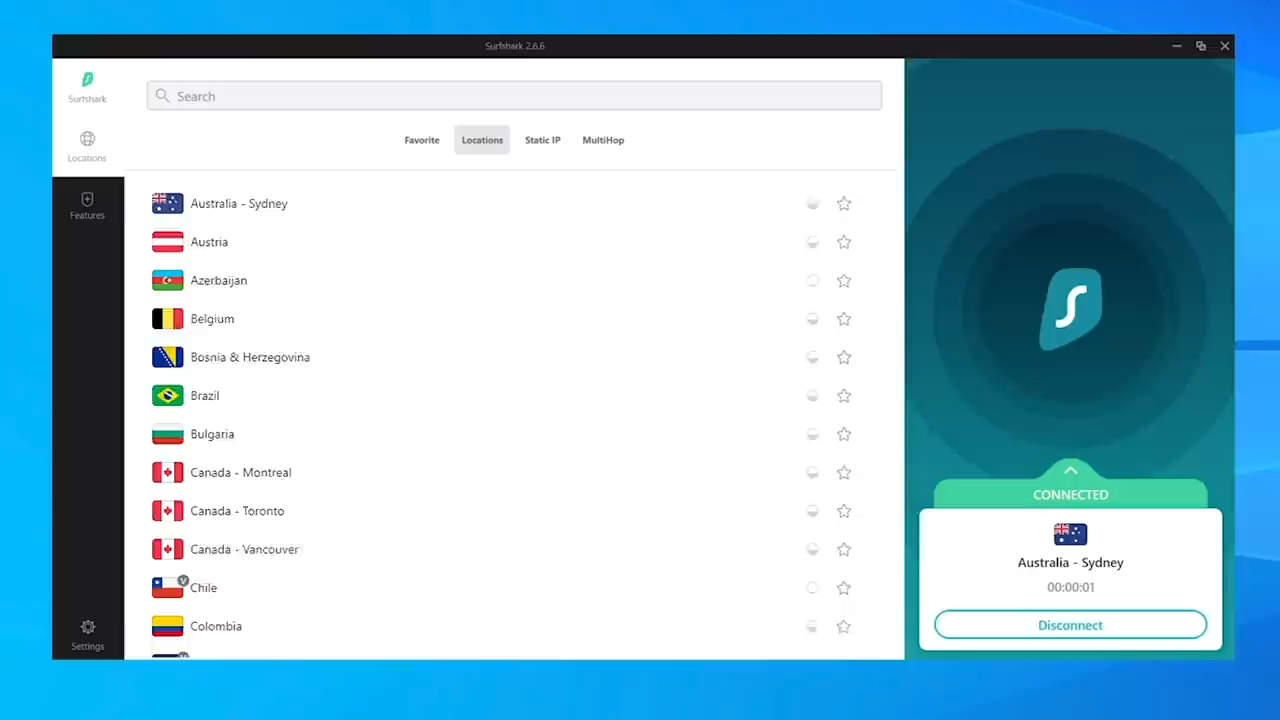 Surfshark 2.6.6
Surfshark
Search
Locations
Favorite
Locations
Static IP
MultiHop
Features
Australia - Sydney
Austria
Azerbaijan
Belgium
Bosnia & Herzegovina
Brazil
Bulgaria
Canada - Montreal
Canada - Toronto
Canada - Vancouver
Chile
V
Colombia
Settings
CONNECTED
Australia - Sydney
00:00:01
Disconnect